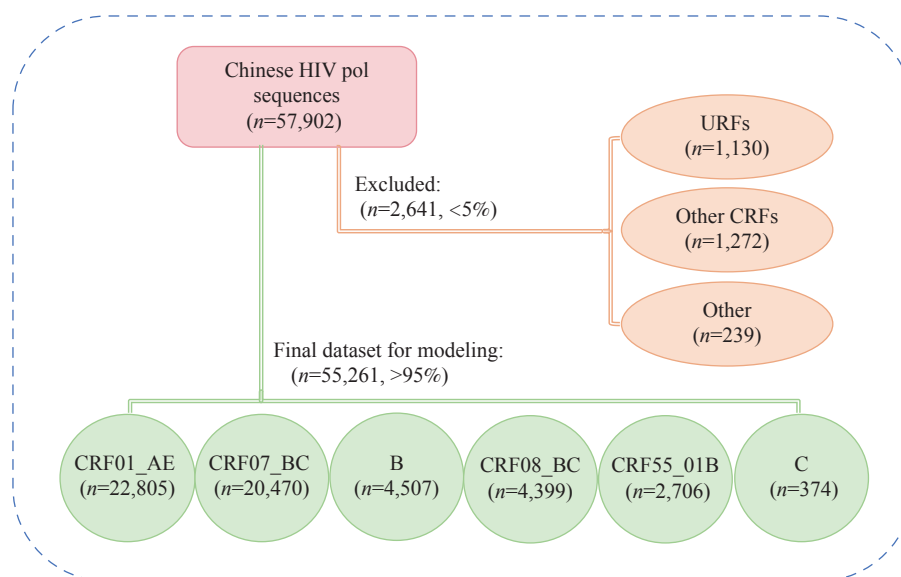 Chinese HIV pol
sequences
(n=57,902)
URFs
(n=1,130)
Excluded:
(n=2,641, <5%)
Other CRFs
(n=1,272)
Other
(n=239)
Final dataset for modeling:
(n=55,261, >95%)
CRF01_AE
(n=22,805)
CRF07_BC
(n=20,470)
B
(n=4,507)
CRF08_BC
(n=4,399)
CRF55_01B
(n=2,706)
C
(n=374)